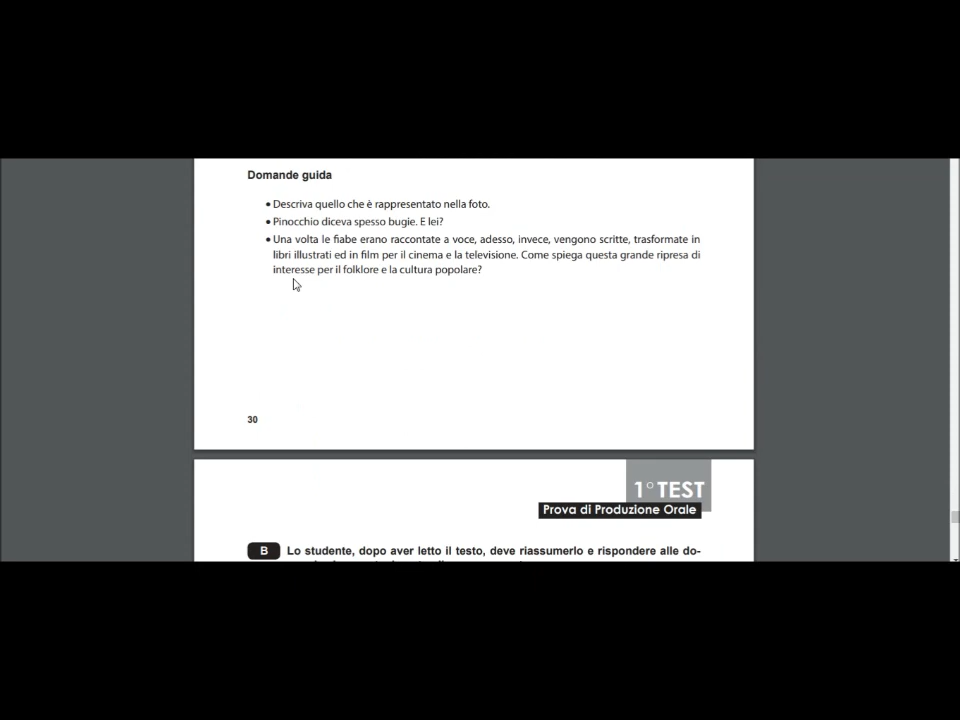 Domande guida
• Descriva quello che è rappresentato nella foto.
• Pinocchio diceva spesso bugie. E lei?
• Una volta le fiabe erano raccontate a voce, adesso, invece, vengono scritte, trasformate in
libri illustrati ed in film per il cinema e la televisione. Come spiega questa grande ripresa di
interesse per il folklore e la cultura popolare?
30
1° TEST
Prova di Produzione Orale
B Lo studente, dopo aver letto il testo, deve riassumerlo e rispondere alle do-